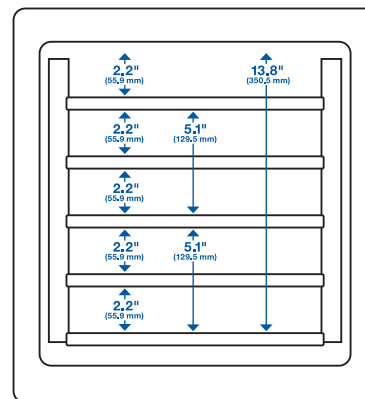 2.2"
(55.9 mm)
13.8"
(350.5 mm)
2.2"
(55.9 mm)
5.1"
(129.5 mm)
2.2"
(55.9 mm)
2.2"
(55.9 mm)
5.1"
(129.5 mm)
2.2"
(55.9 mm)